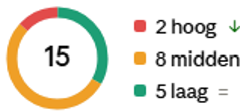 15
2 hoog ↓
8 midden
5 laag =